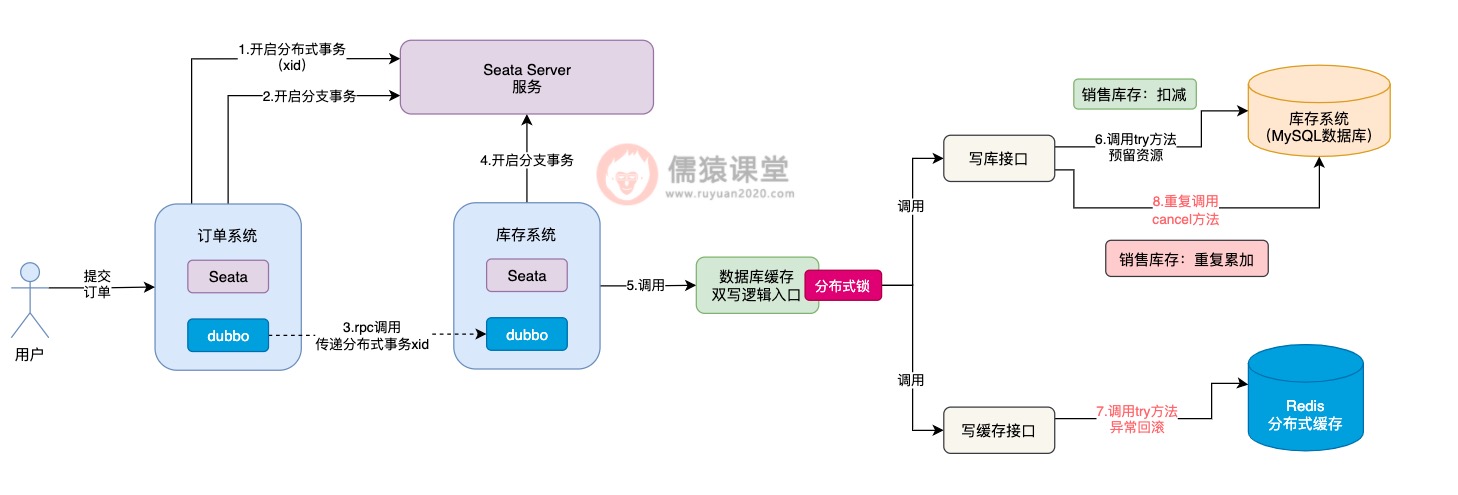 1.开启分布式事务
（xid）
2.开启分支事务
Seata Server
服务
4.开启分支事务
儒猿课堂
www.ruyuan2020.com
销售库存：扣减
6.调用try方法
预留资源
库存系统
（MySQL数据库）
写库接口
8.重复调用
cancel方法
销售库存：重复累加
调用
用户
提交
订单
订单系统
Seata
dubbo
3.rpc调用
传递分布式事务xid
库存系统
Seata
dubbo
5.调用
数据库缓存
双写逻辑入口
分布式锁
调用
写缓存接口
7.调用try方法
异常回滚
Redis
分布式缓存